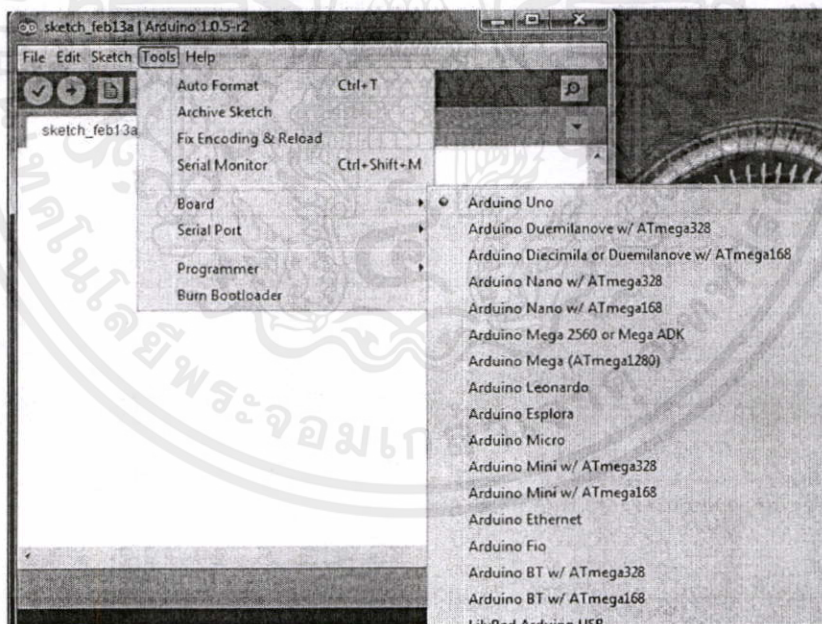 sketch_feb13a | Arduino 1.0.5-r2
File Edit Sketch Tools Help
sketch_feb13a
Auto Format Ctrl+T
Archive Sketch
Fix Encoding & Reload
Serial Monitor Ctrl+Shift+M
Board
Serial Port
Programmer
Burn Bootloader
Arduino Uno
Arduino Duemilanove w/ ATmega328
Arduino Diecimila or Duemilanove w/ ATmega168
Arduino Nano w/ ATmega328
Arduino Nano w/ ATmega168
Arduino Mega 2560 or Mega ADK
Arduino Mega (ATmega1280)
Arduino Leonardo
Arduino Esplora
Arduino Micro
Arduino Mini w/ ATmega328
Arduino Mini w/ ATmega168
Arduino Ethernet
Arduino Fio
Arduino BT w/ ATmega328
Arduino BT w/ ATmega168
LilyPad Arduino USB